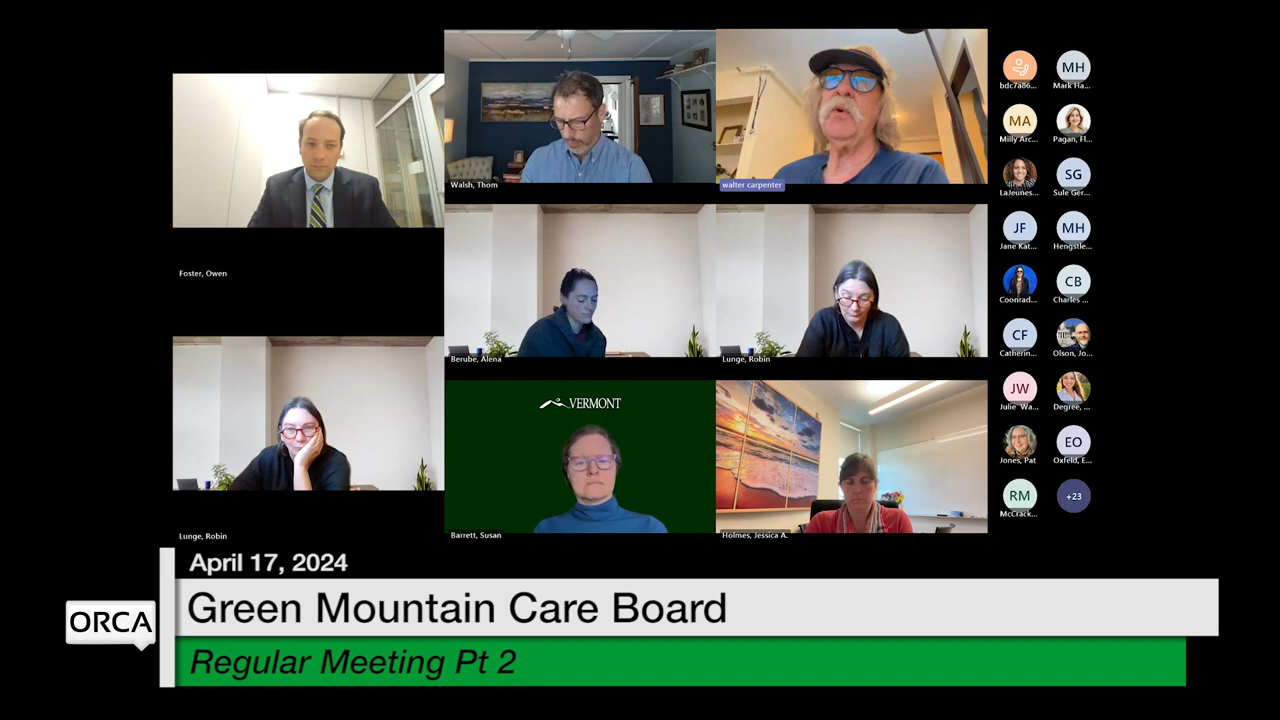 Foster, Owen
Walsh, Thom
walter carpenter
Berube, Alena
Lunge, Robin
Lunge, Robin
VERMONT
Barrett, Susan
Holmes, Jessica A.
MH
bdc7a86...
Mark Ha...
MA
Milly Arc...
Pagan, Fl...
SG
LaJeunes...
Sule Ger...
JF
MH
Jane Kat...
Hengstle...
CB
Coonrad...
Charles ...
CF
Catherin...
Olson, Jo...
JW
Julie Wa...
Degree, ...
EO
Jones, Pat
Oxfeld, E...
RM
+23
McCrack...
April 17, 2024
ORCA
Green Mountain Care Board
Regular Meeting Pt 2